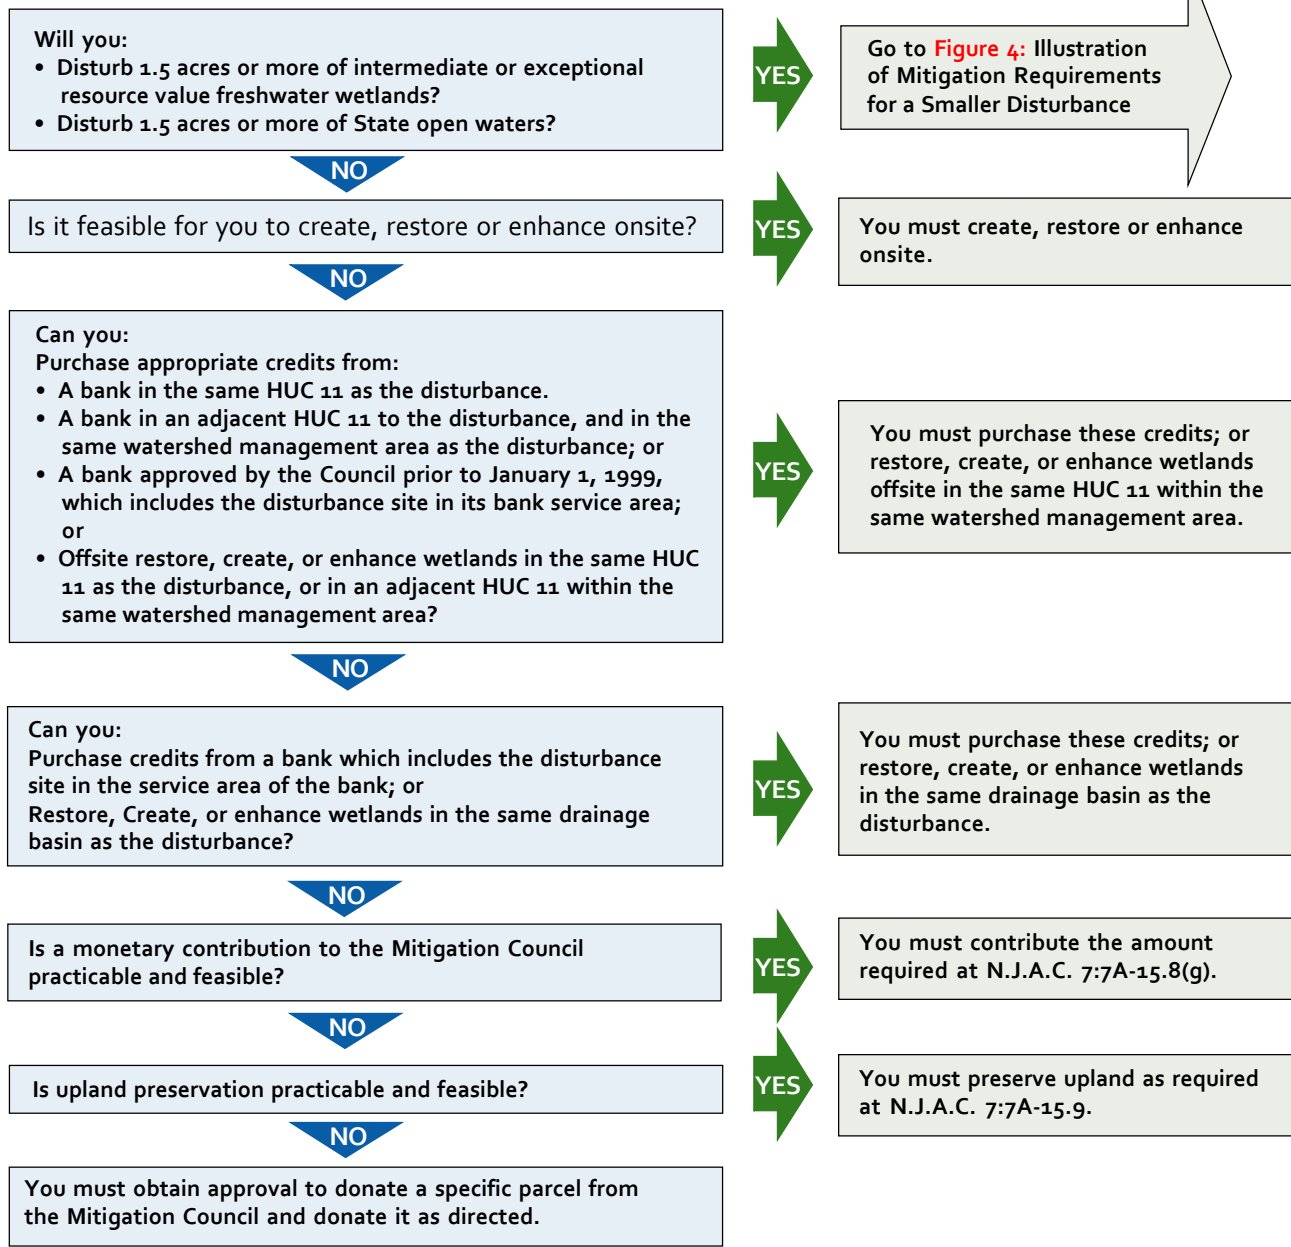 Will you:
• Disturb 1.5 acres or more of intermediate or exceptional
resource value freshwater wetlands?
• Disturb 1.5 acres or more of State open waters?
YES
Go to Figure 4: Illustration
of Mitigation Requirements
for a Smaller Disturbance
NO
Is it feasible for you to create, restore or enhance onsite?
YES
You must create, restore or enhance
onsite.
NO
Can you:
Purchase appropriate credits from:
• A bank in the same HUC 11 as the disturbance.
• A bank in an adjacent HUC 11 to the disturbance, and in the
same watershed management area as the disturbance; or
• A bank approved by the Council prior to January 1, 1999,
which includes the disturbance site in its bank service area;
or
• Offsite restore, create, or enhance wetlands in the same HUC
11 as the disturbance, or in an adjacent HUC 11 within the
same watershed management area?
YES
You must purchase these credits; or
restore, create, or enhance wetlands
offsite in the same HUC 11 within the
same watershed management area.
NO
Can you:
Purchase credits from a bank which includes the disturbance
site in the service area of the bank; or
Restore, Create, or enhance wetlands in the same drainage
basin as the disturbance?
YES
You must purchase these credits; or
restore, create, or enhance wetlands
in the same drainage basin as the
disturbance.
NO
Is a monetary contribution to the Mitigation Council
practicable and feasible?
YES
You must contribute the amount
required at N.J.A.C. 7:7A-15.8(g).
NO
Is upland preservation practicable and feasible?
YES
You must preserve upland as required
at N.J.A.C. 7:7A-15.9.
NO
You must obtain approval to donate a specific parcel from
the Mitigation Council and donate it as directed.